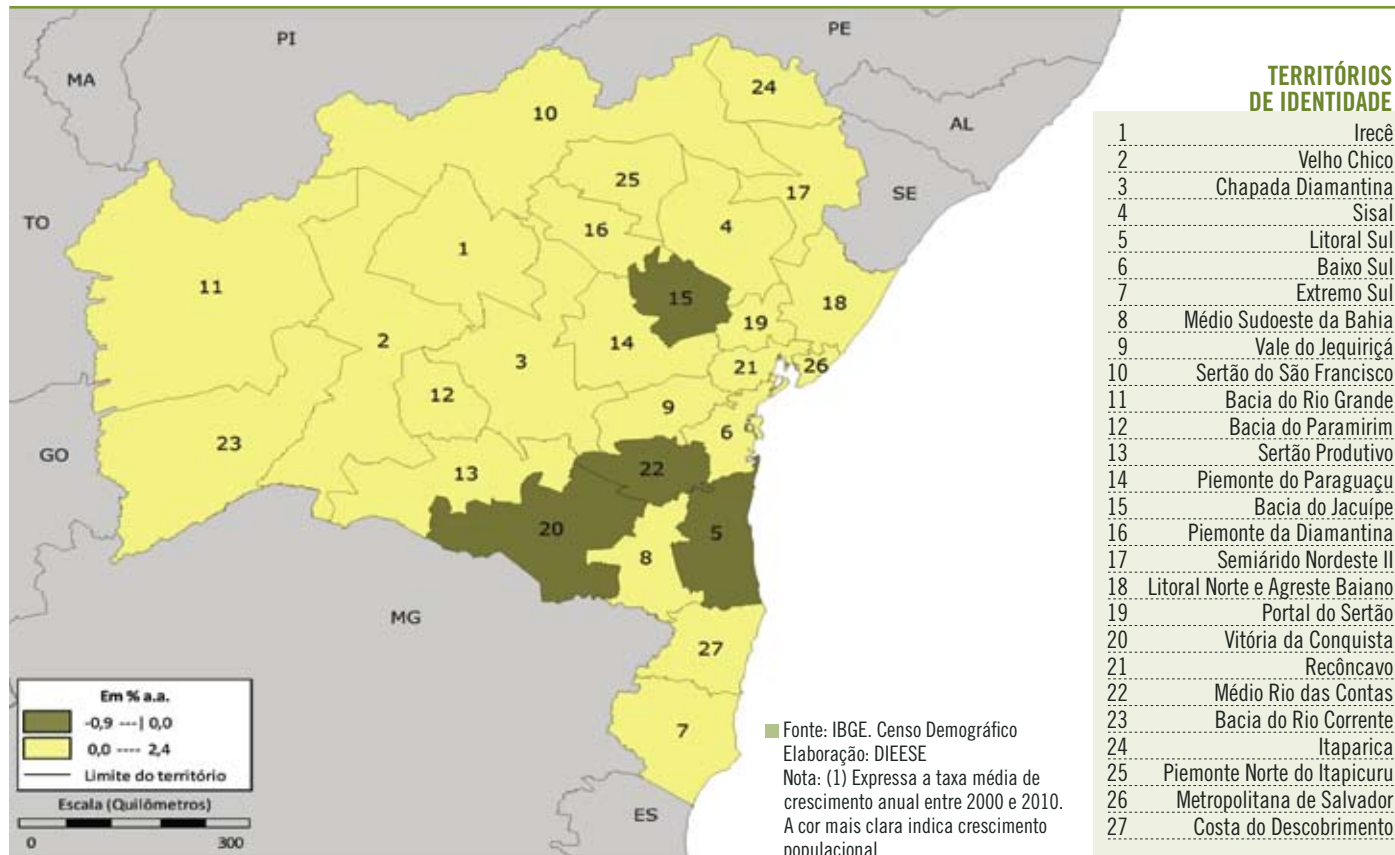 PI
PE
MA
24
10
AL
25
17
SE
TO
16
4
1
11
15
18
19
2
14
3
21
26
12
9
6
23
GO
13
22
20
5
8
MG
27
7
ES
Em % a.a.
-0,9 ---| 0,0
0,0 ---- 2,4
Limite do território
Escala (Quilômetros)
0 300
Fonte: IBGE. Censo Demográfico
Elaboração: DIEESE
Nota: (1) Expressa a taxa média de
crescimento anual entre 2000 e 2010.
A cor mais clara indica crescimento
populacional
TERRITÓRIOS
DE IDENTIDADE
1 Irecê
2 Velho Chico
3 Chapada Diamantina
4 Sisal
5 Litoral Sul
6 Baixo Sul
7 Extremo Sul
8 Médio Sudoeste da Bahia
9 Vale do Jequiriçá
10 Sertão do São Francisco
11 Bacia do Rio Grande
12 Bacia do Paramirim
13 Sertão Produtivo
14 Piemonte do Paraguaçu
15 Bacia do Jacuípe
16 Piemonte da Diamantina
17 Semiárido Nordeste II
18 Litoral Norte e Agreste Baiano
19 Portal do Sertão
20 Vitória da Conquista
21 Recôncavo
22 Médio Rio das Contas
23 Bacia do Rio Corrente
24 Itaparica
25 Piemonte Norte do Itapicuru
26 Metropolitana de Salvador
27 Costa do Descobrimento